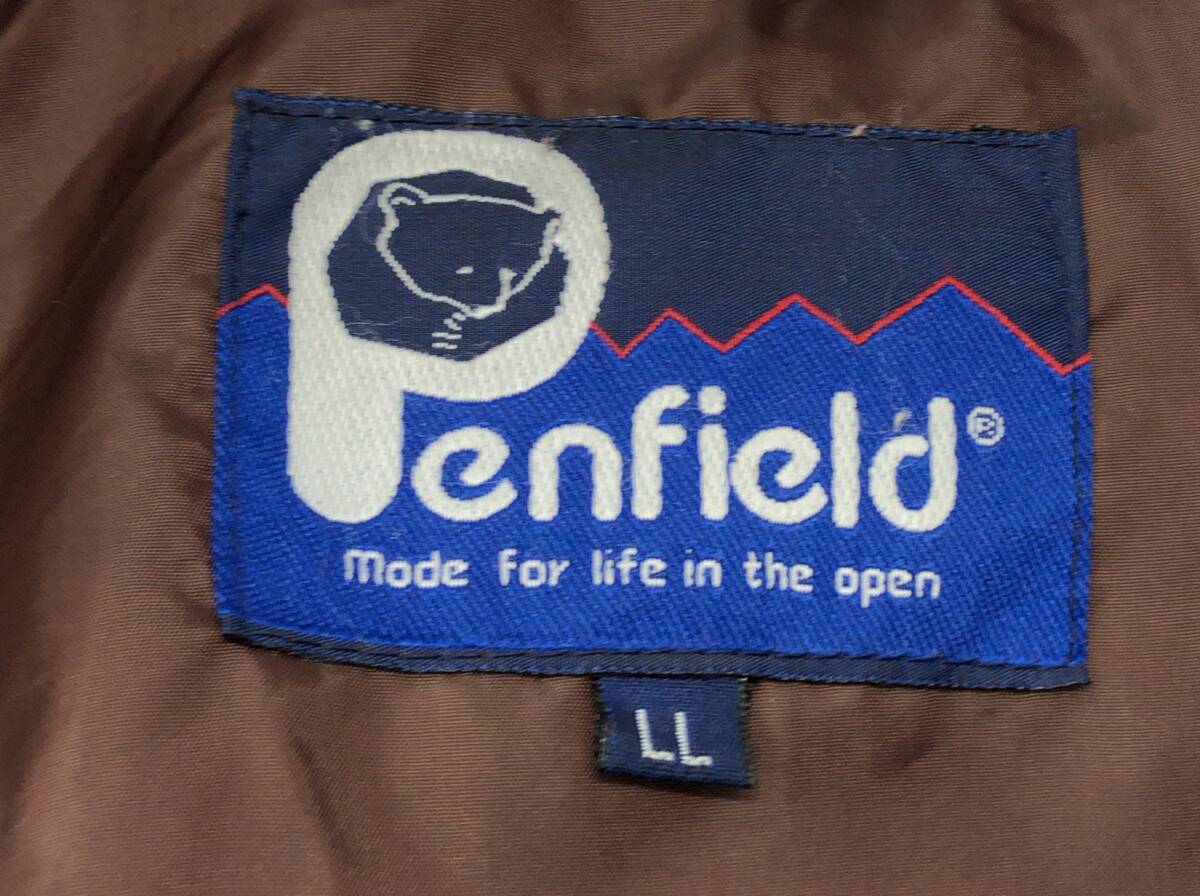 Penfield®
Made for life in the open
LL